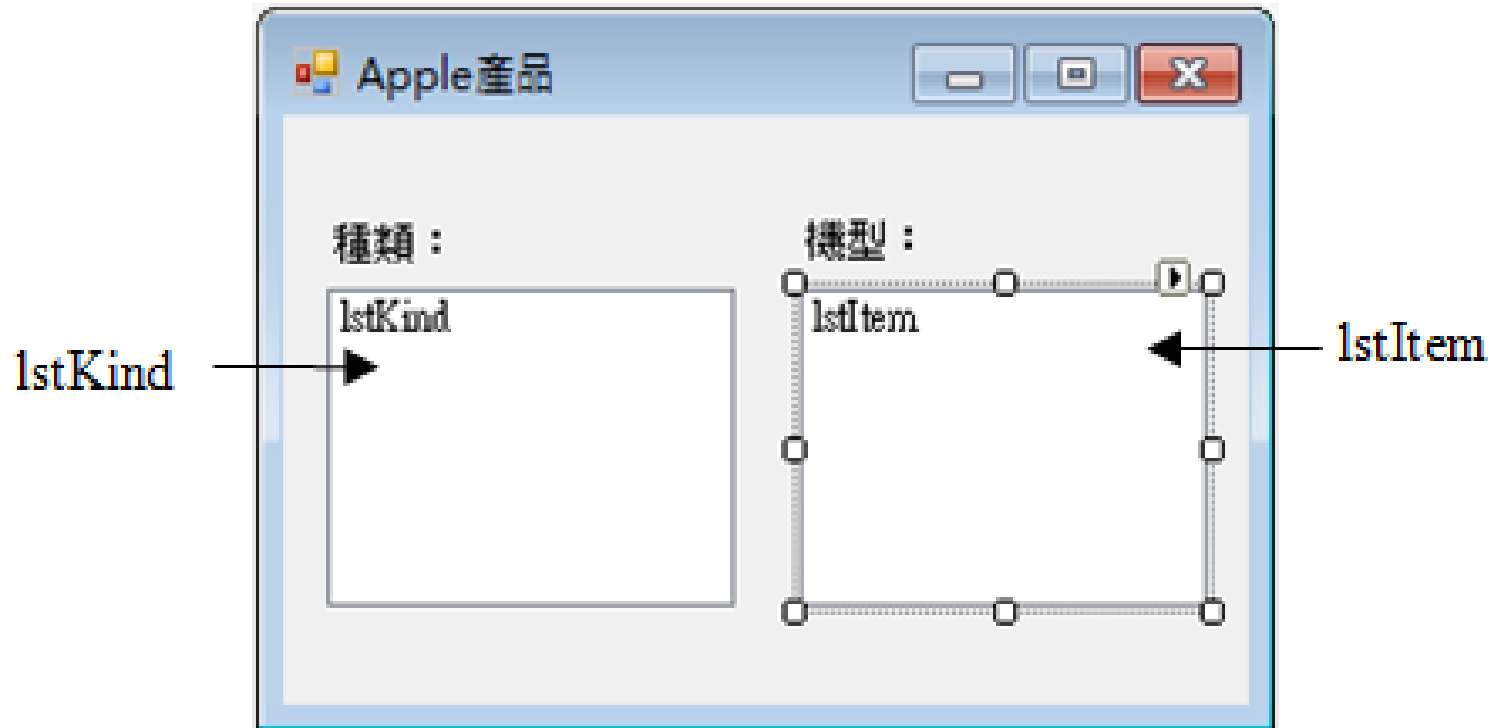 Apple產品
種類：
機型：
lstKind
lstItem
lstKind
lstItem